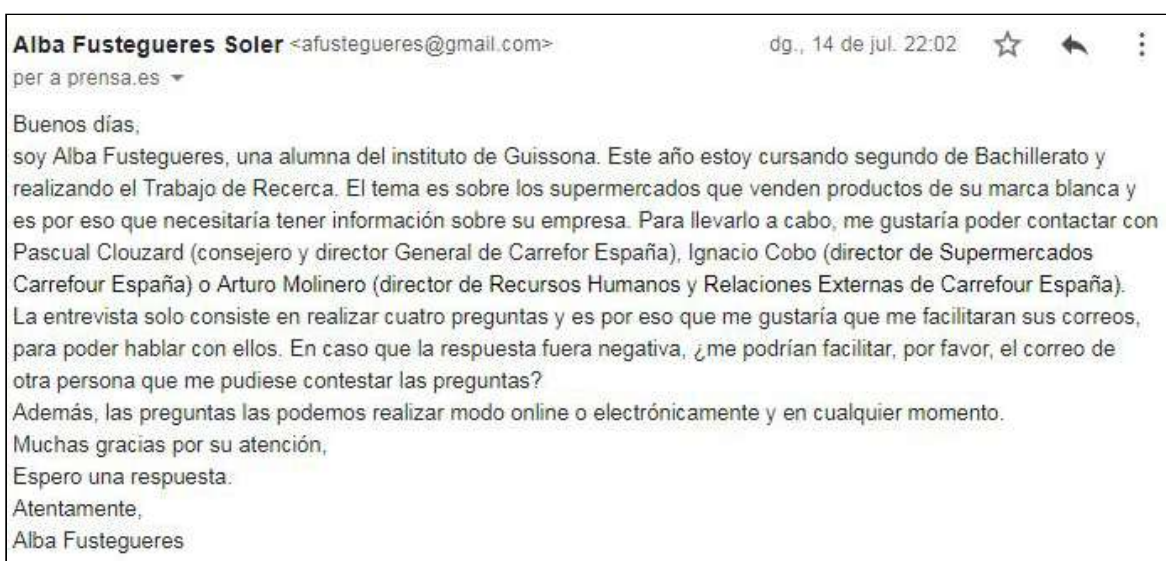 Alba Fustegueres Soler <afustegueres@gmail.com> dg., 14 de jul. 22:02
per a prensa.es
Buenos días,
soy Alba Fustegueres, una alumna del instituto de Guissona. Este año estoy cursando segundo de Bachillerato y
realizando el Trabajo de Recerca. El tema es sobre los supermercados que venden productos de su marca blanca y
es por eso que necesitaría tener información sobre su empresa. Para llevarlo a cabo, me gustaría poder contactar con
Pascual Clouzard (consejero y director General de Carrefor España), Ignacio Cobo (director de Supermercados
Carrefour España) o Arturo Molinero (director de Recursos Humanos y Relaciones Externas de Carrefour España).
La entrevista solo consiste en realizar cuatro preguntas y es por eso que me gustaría que me facilitaran sus correos,
para poder hablar con ellos. En caso que la respuesta fuera negativa, ¿me podrían facilitar, por favor, el correo de
otra persona que me pudiese contestar las preguntas?
Además, las preguntas las podemos realizar modo online o electrónicamente y en cualquier momento.
Muchas gracias por su atención,
Espero una respuesta.
Atentamente,
Alba Fustegueres